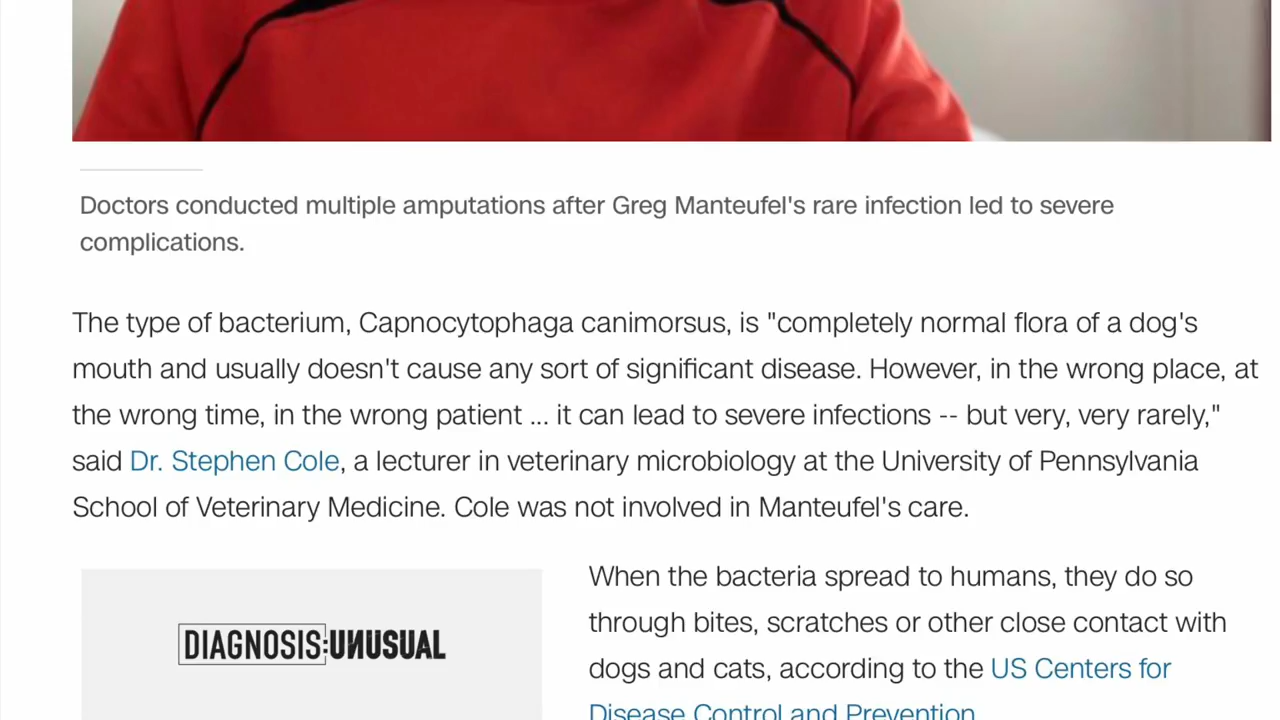 Doctors conducted multiple amputations after Greg Manteufel's rare infection led to severe
complications.
The type of bacterium, Capnocytophaga canimorsus, is "completely normal flora of a dog's
mouth and usually doesn't cause any sort of significant disease. However, in the wrong place, at
the wrong time, in the wrong patient ... it can lead to severe infections -- but very, very rarely,"
said Dr. Stephen Cole, a lecturer in veterinary microbiology at the University of Pennsylvania
School of Veterinary Medicine. Cole was not involved in Manteufel's care.
DIAGNOSIS:UNUSUAL
When the bacteria spread to humans, they do so
through bites, scratches or other close contact with
dogs and cats, according to the US Centers for
Disease Control and Prevention.